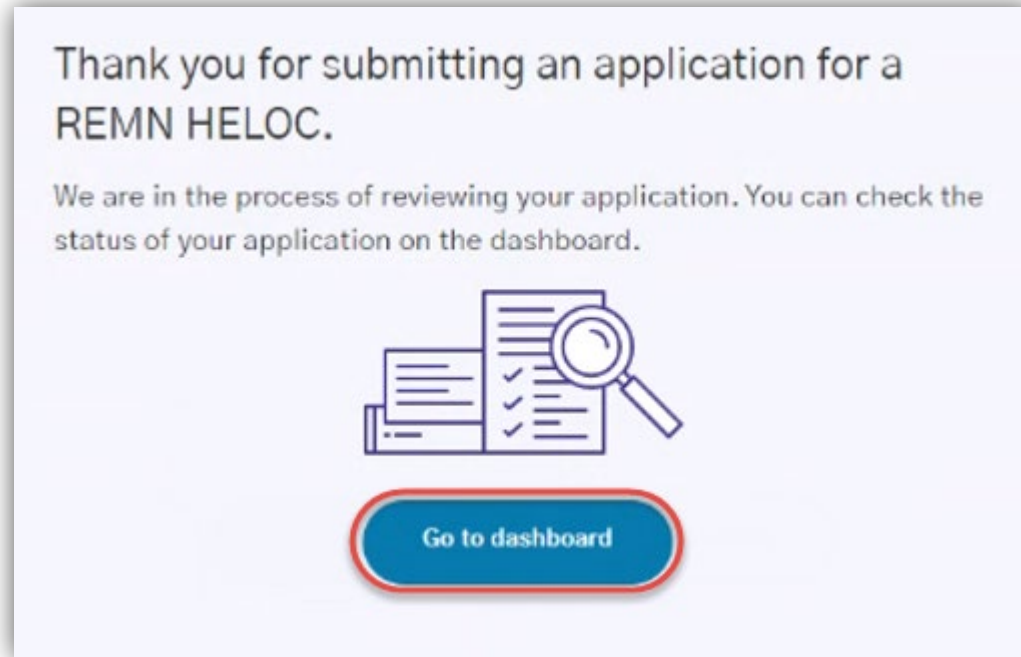 Thank you for submitting an application for a
REMN HELOC.
We are in the process of reviewing your application. You can check the
status of your application on the dashboard.
Go to dashboard